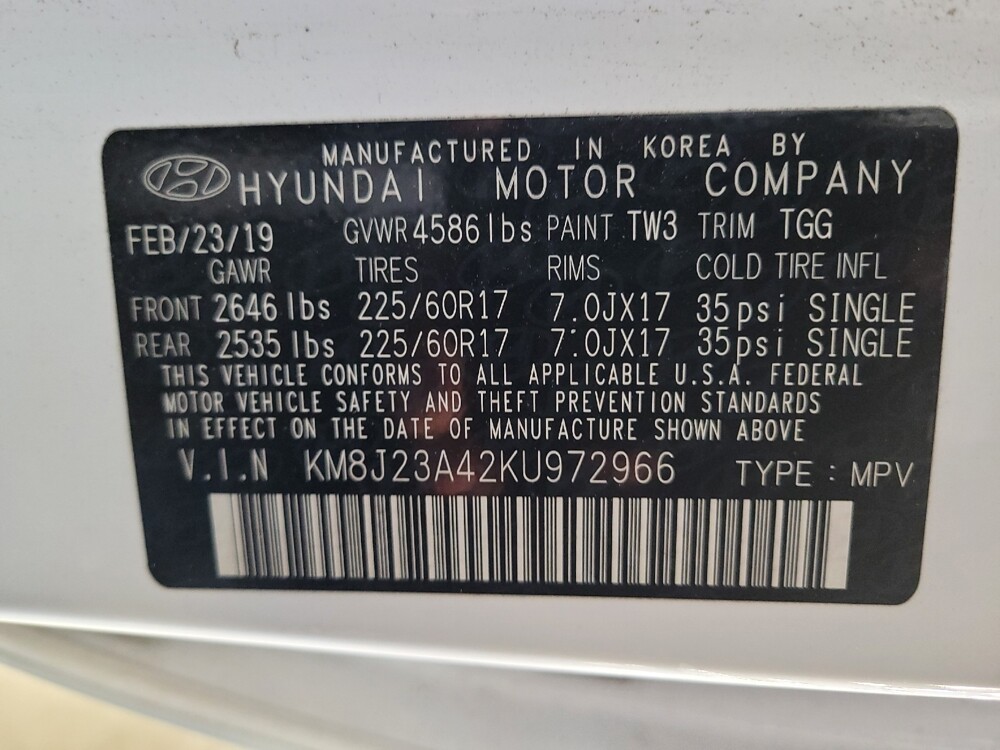 MANUFACTURED IN KOREA BY
HYUNDAI MOTOR COMPANY
FEB/23/19 GVWR 4586lbs PAINT TW3 TRIM TGG
GAWR TIRES RIMS COLD TIRE INFL
FRONT 2646 lbs 225/60R17 7.0JX17 35psi SINGLE
REAR 2535 lbs 225/60R17 7.0JX17 35psi SINGLE
THIS VEHICLE CONFORMS TO ALL APPLICABLE U.S.A. FEDERAL
MOTOR VEHICLE SAFETY AND THEFT PREVENTION STANDARDS
IN EFFECT ON THE DATE OF MANUFACTURE SHOWN ABOVE
V.I.N KM8J23A42KU972966 TYPE : MPV